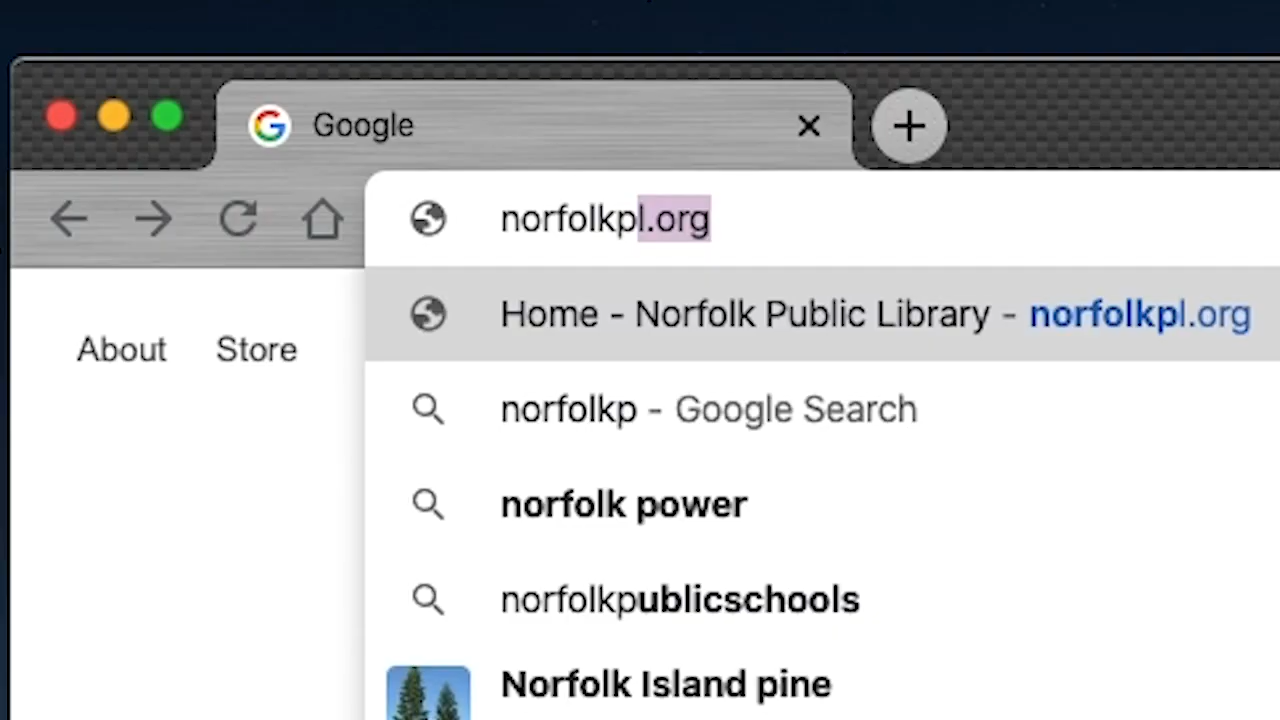 Google
norfolkpl.org
About Store
Home - Norfolk Public Library - norfolkpl.org
norfolkp - Google Search
norfolk power
norfolkpublicschools
Norfolk Island pine